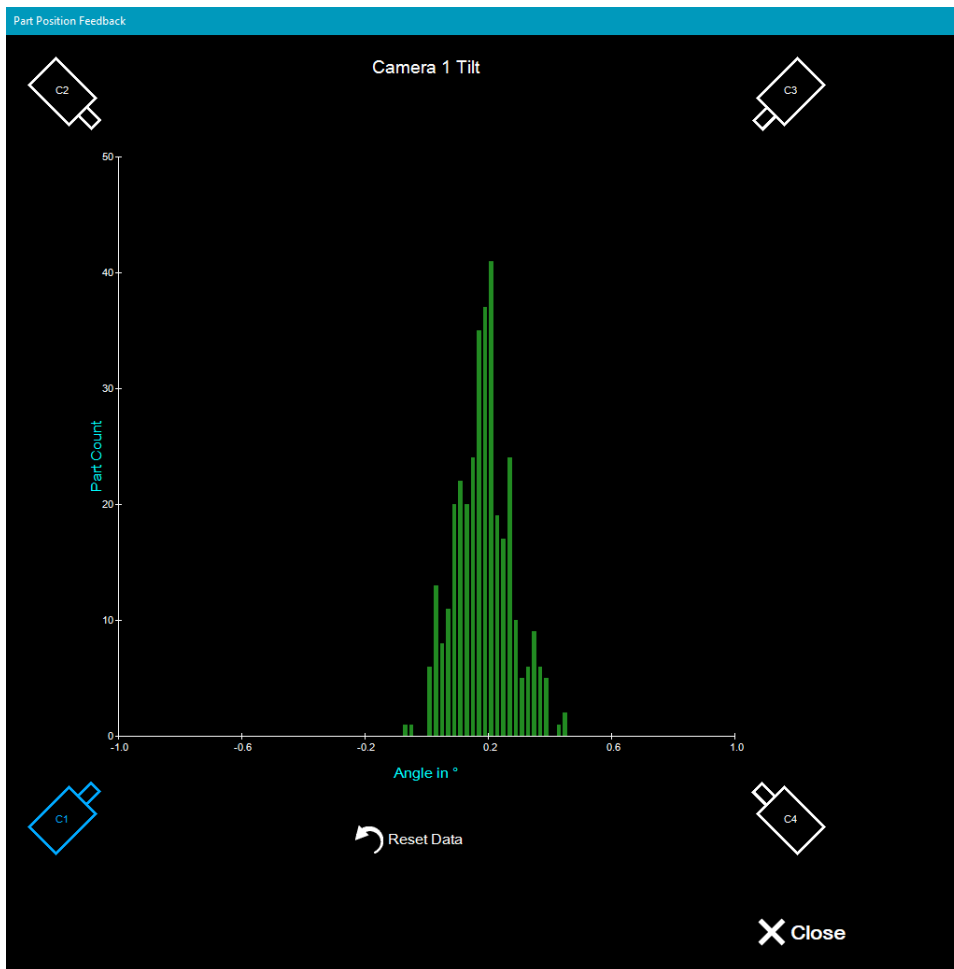 Part Position Feedback
Camera 1 Tilt
C2
C3
50
40
30
20
10
0
Part Count
-1.0
-0.6
-0.2
0.2
0.6
1.0
Angle in °
C1
C4
Reset Data
Close